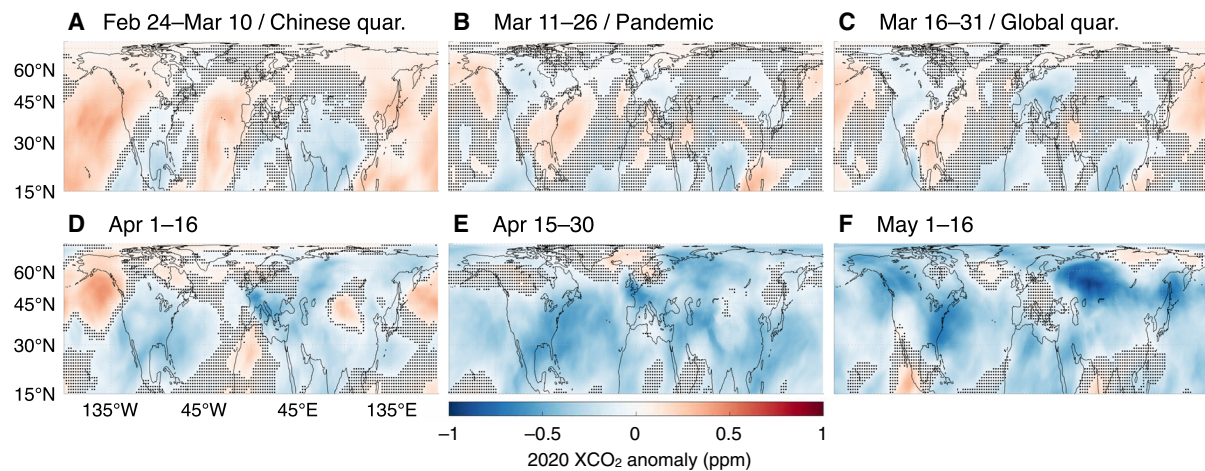 A Feb 24–Mar 10 / Chinese quar.
B Mar 11–26 / Pandemic
C Mar 16–31 / Global quar.
60°N
45°N
30°N
15°N
D Apr 1–16
E Apr 15–30
F May 1–16
60°N
45°N
30°N
15°N
135°W 45°W 45°E 135°E
−1 −0.5 0 0.5 1
2020 XCO₂ anomaly (ppm)